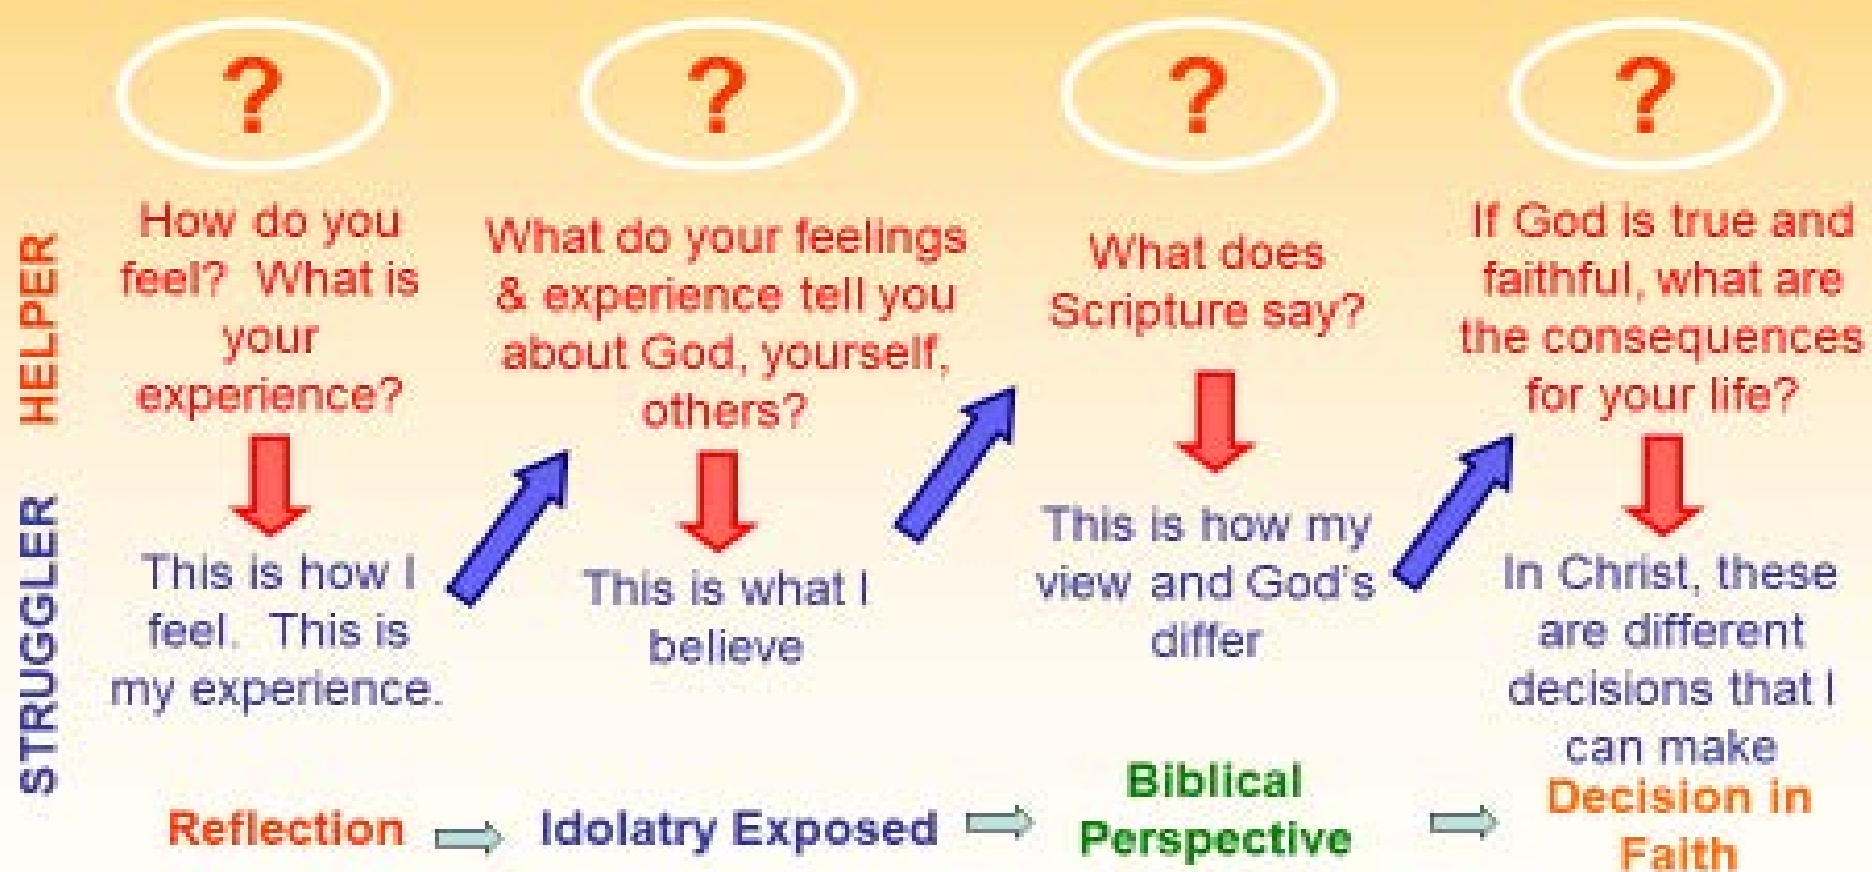 ?
?
?
?
HELPER
How do you
feel? What is
your
experience?
What do your feelings
& experience tell you
about God, yourself,
others?
What does
Scripture say?
If God is true and
faithful, what are
the consequences
for your life?
STRUGGLER
This is how I
feel. This is
my experience.
This is what I
believe
This is how my
view and God's
differ
In Christ, these
are different
decisions that I
can make
Reflection
Idolatry Exposed
Biblical
Perspective
Decision in
Faith